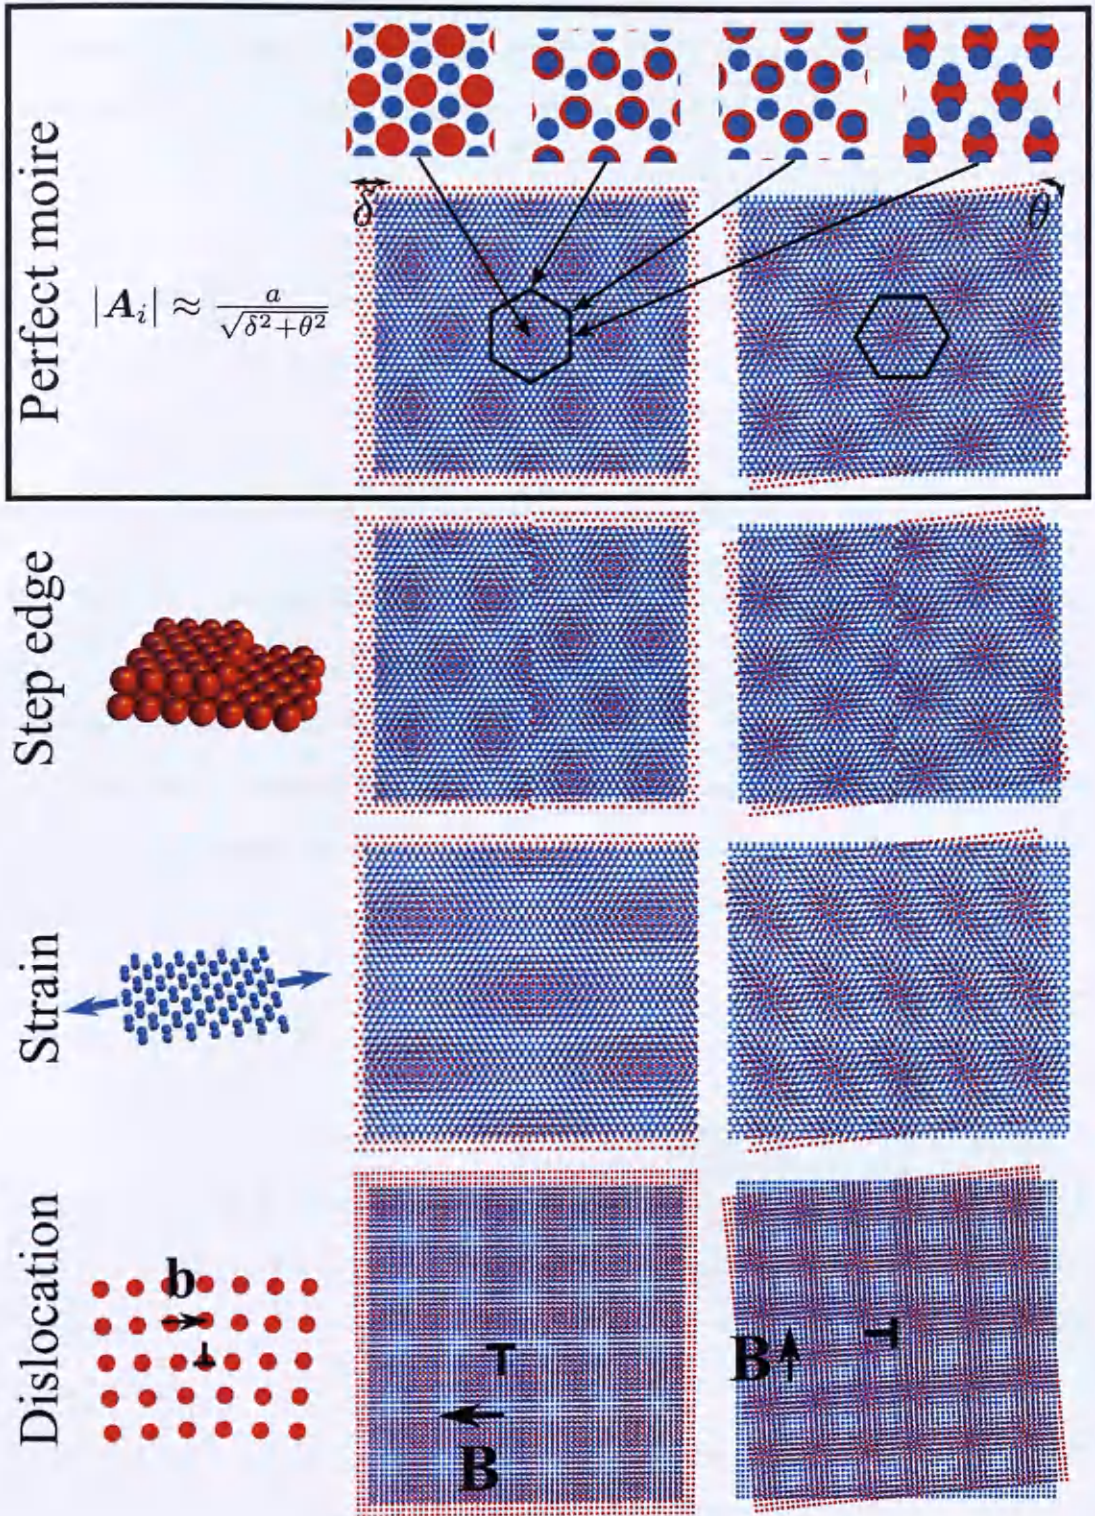 Perfect moire
|A_i| ≈ a / √(δ² + θ²)
δ
θ
Step edge
Strain
Dislocation
b
B
B